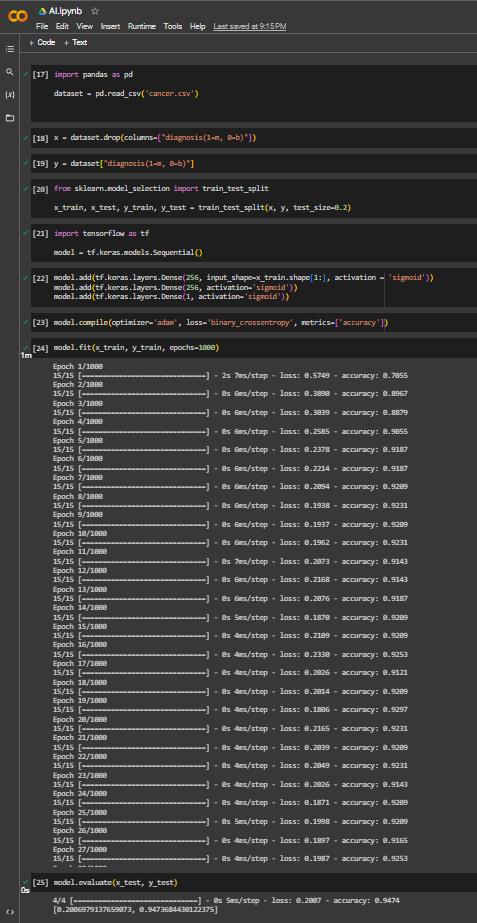 AI.ipynb
File Edit View Insert Runtime Tools Help Last saved at 9:15 PM
+ Code + Text
[17] import pandas as pd
dataset = pd.read_csv('cancer.csv')
[18] x = dataset.drop(columns=["diagnosis(1=m, 0=b)"])
[19] y = dataset["diagnosis(1=m, 0=b)"]
[20] from sklearn.model_selection import train_test_split
x_train, x_test, y_train, y_test = train_test_split(x, y, test_size=0.2)
[21] import tensorflow as tf
model = tf.keras.models.Sequential()
[22] model.add(tf.keras.layers.Dense(256, input_shape=x_train.shape[1:], activation = 'sigmoid'))
model.add(tf.keras.layers.Dense(256, activation='sigmoid'))
model.add(tf.keras.layers.Dense(1, activation='sigmoid'))
[23] model.compile(optimizer='adam', loss='binary_crossentropy', metrics=['accuracy'])
[24] model.fit(x_train, y_train, epochs=1000)
1m
Epoch 1/1000
15/15 [==============================] - 2s 7ms/step - loss: 0.5749 - accuracy: 0.7055
Epoch 2/1000
15/15 [==============================] - 0s 6ms/step - loss: 0.3890 - accuracy: 0.8967
Epoch 3/1000
15/15 [==============================] - 0s 6ms/step - loss: 0.3039 - accuracy: 0.8879
Epoch 4/1000
15/15 [==============================] - 0s 6ms/step - loss: 0.2585 - accuracy: 0.9055
Epoch 5/1000
15/15 [==============================] - 0s 6ms/step - loss: 0.2378 - accuracy: 0.9187
Epoch 6/1000
15/15 [==============================] - 0s 6ms/step - loss: 0.2214 - accuracy: 0.9187
Epoch 7/1000
15/15 [==============================] - 0s 6ms/step - loss: 0.2094 - accuracy: 0.9209
Epoch 8/1000
15/15 [==============================] - 0s 6ms/step - loss: 0.1938 - accuracy: 0.9231
Epoch 9/1000
15/15 [==============================] - 0s 6ms/step - loss: 0.1937 - accuracy: 0.9209
Epoch 10/1000
15/15 [==============================] - 0s 6ms/step - loss: 0.1962 - accuracy: 0.9231
Epoch 11/1000
15/15 [==============================] - 0s 7ms/step - loss: 0.2073 - accuracy: 0.9143
Epoch 12/1000
15/15 [==============================] - 0s 6ms/step - loss: 0.2168 - accuracy: 0.9143
Epoch 13/1000
15/15 [==============================] - 0s 6ms/step - loss: 0.2076 - accuracy: 0.9187
Epoch 14/1000
15/15 [==============================] - 0s 5ms/step - loss: 0.1870 - accuracy: 0.9209
Epoch 15/1000
15/15 [==============================] - 0s 4ms/step - loss: 0.2109 - accuracy: 0.9209
Epoch 16/1000
15/15 [==============================] - 0s 4ms/step - loss: 0.2330 - accuracy: 0.9253
Epoch 17/1000
15/15 [==============================] - 0s 4ms/step - loss: 0.2026 - accuracy: 0.9121
Epoch 18/1000
15/15 [==============================] - 0s 4ms/step - loss: 0.2014 - accuracy: 0.9209
Epoch 19/1000
15/15 [==============================] - 0s 4ms/step - loss: 0.1806 - accuracy: 0.9297
Epoch 20/1000
15/15 [==============================] - 0s 4ms/step - loss: 0.2165 - accuracy: 0.9231
Epoch 21/1000
15/15 [==============================] - 0s 4ms/step - loss: 0.2039 - accuracy: 0.9209
Epoch 22/1000
15/15 [==============================] - 0s 4ms/step - loss: 0.2049 - accuracy: 0.9231
Epoch 23/1000
15/15 [==============================] - 0s 4ms/step - loss: 0.2026 - accuracy: 0.9143
Epoch 24/1000
15/15 [==============================] - 0s 4ms/step - loss: 0.1871 - accuracy: 0.9209
Epoch 25/1000
15/15 [==============================] - 0s 5ms/step - loss: 0.1998 - accuracy: 0.9209
Epoch 26/1000
15/15 [==============================] - 0s 4ms/step - loss: 0.1897 - accuracy: 0.9165
Epoch 27/1000
15/15 [==============================] - 0s 4ms/step - loss: 0.1987 - accuracy: 0.9253
[25] model.evaluate(x_test, y_test)
0s
4/4 [==============================] - 0s 5ms/step - loss: 0.2007 - accuracy: 0.9474
[0.2006979137659073, 0.9473684430122375]